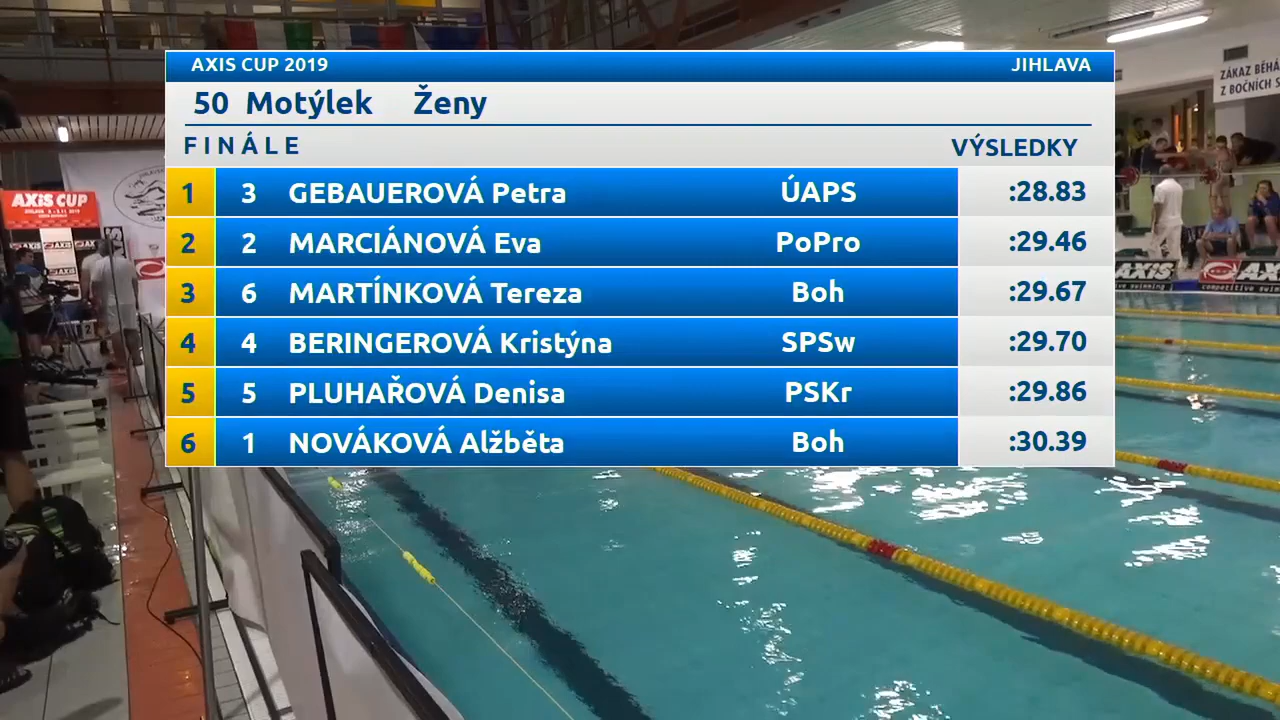 AXIS CUP 2019 JIHLAVA
50 Motýlek Ženy
FINÁLE VÝSLEDKY
1 3 GEBAUEROVÁ Petra ÚAPS :28.83
2 2 MARCIÁNOVÁ Eva PoPro :29.46
3 6 MARTÍNKOVÁ Tereza Boh :29.67
4 4 BERINGEROVÁ Kristýna SPSw :29.70
5 5 PLUHAŘOVÁ Denisa PSKr :29.86
6 1 NOVÁKOVÁ Alžběta Boh :30.39
ZÁKAZ BĚHÁ
Z BOČNÍCH S
AXIS CUP
AXIS
AXIS
competitive swim